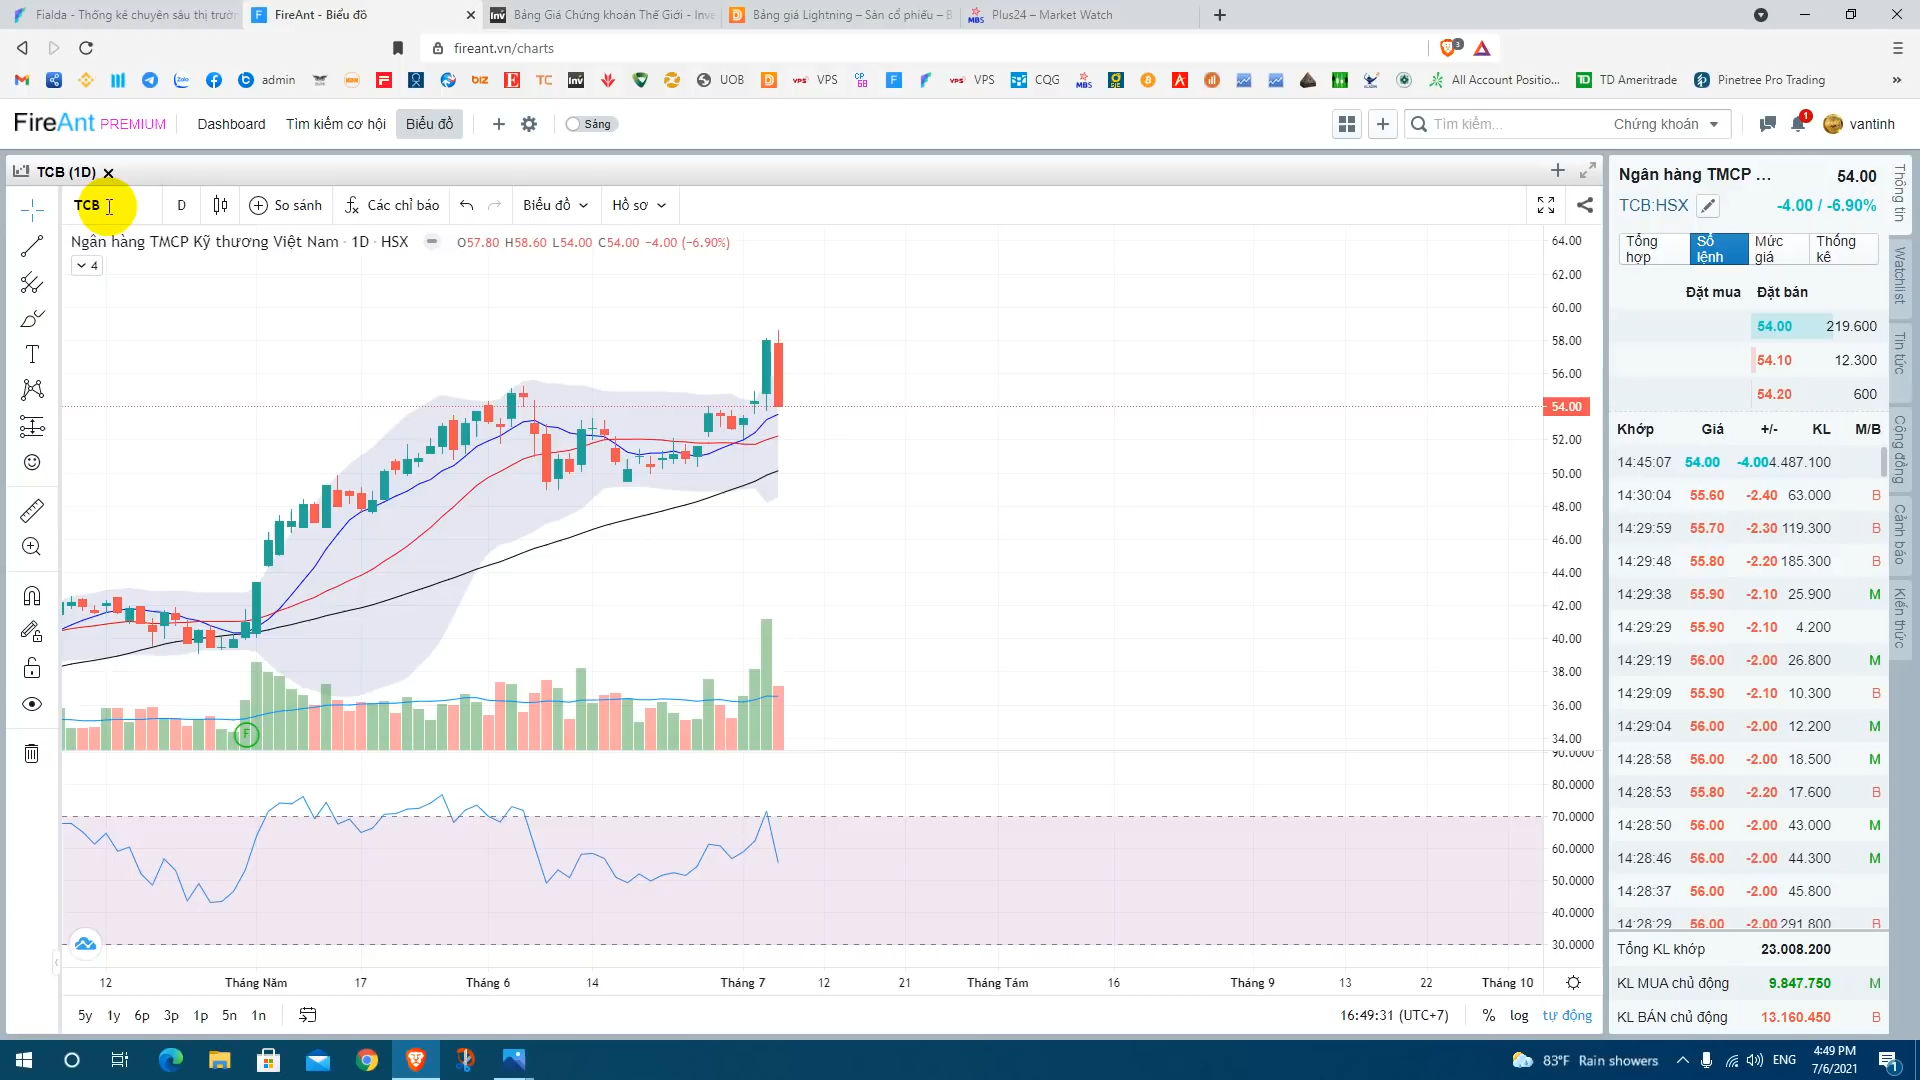 Fialda - Thống kê chuyên sâu thị trườn
FireAnt - Biểu đồ
Bảng Giá Chứng khoán Thế Giới - Inve
Bảng giá Lightning – Sàn cổ phiếu – B
Plus24 – Market Watch
fireant.vn/charts
3
admin
UOB
VPS
VPS
CQG
All Account Positio...
TD Ameritrade
Pinetree Pro Trading
FireAnt PREMIUM
Dashboard
Tìm kiếm cơ hội
Biểu đồ
Sáng
Tìm kiếm...
Chứng khoán
1
vantinh
TCB (1D)
TCB
D
So sánh
Các chỉ báo
Biểu đồ
Hồ sơ
Ngân hàng TMCP Kỹ thương Việt Nam · 1D · HSX
O57.80 H58.60 L54.00 C54.00 −4.00 (−6.90%)
4
64.00
62.00
60.00
58.00
56.00
54.00
52.00
50.00
48.00
46.00
44.00
42.00
40.00
38.00
36.00
34.00
F
90.0000
80.0000
70.0000
60.0000
50.0000
40.0000
30.0000
12 Tháng Năm 17 Tháng 6 14 Tháng 7 12 21 Tháng Tám 16 Tháng 9 13 22 Tháng 10
5y 1y 6p 3p 1p 5n 1n
16:49:31 (UTC+7)
% log tự động
Ngân hàng TMCP ... 54.00
TCB:HSX -4.00 / -6.90%
Tổng hợp
Sổ lệnh
Mức giá
Thống kê
Đặt mua Đặt bán
54.00 219.600
54.10 12.300
54.20 600
Khớp Giá +/- KL M/B
14:45:07 54.00 -4.00 4.487.100
14:30:04 55.60 -2.40 63.000 B
14:29:59 55.70 -2.30 119.300 B
14:29:48 55.80 -2.20 185.300 B
14:29:38 55.90 -2.10 25.900 M
14:29:29 55.90 -2.10 4.200
14:29:19 56.00 -2.00 26.800 M
14:29:09 55.90 -2.10 10.300 B
14:29:04 56.00 -2.00 12.200 M
14:28:58 56.00 -2.00 18.500 M
14:28:53 55.80 -2.20 17.600 B
14:28:50 56.00 -2.00 43.000 M
14:28:46 56.00 -2.00 44.300 M
14:28:37 56.00 -2.00 45.800
14:28:29 56.00 -2.00 291.800 B
Tổng KL khớp 23.008.200
KL MUA chủ động 9.847.750 M
KL BÁN chủ động 13.160.450 B
Thông tin
Watchlist
Tin tức
Cộng đồng
Cảnh báo
Kiến thức
83°F Rain showers
ENG
4:49 PM
7/6/2021
1